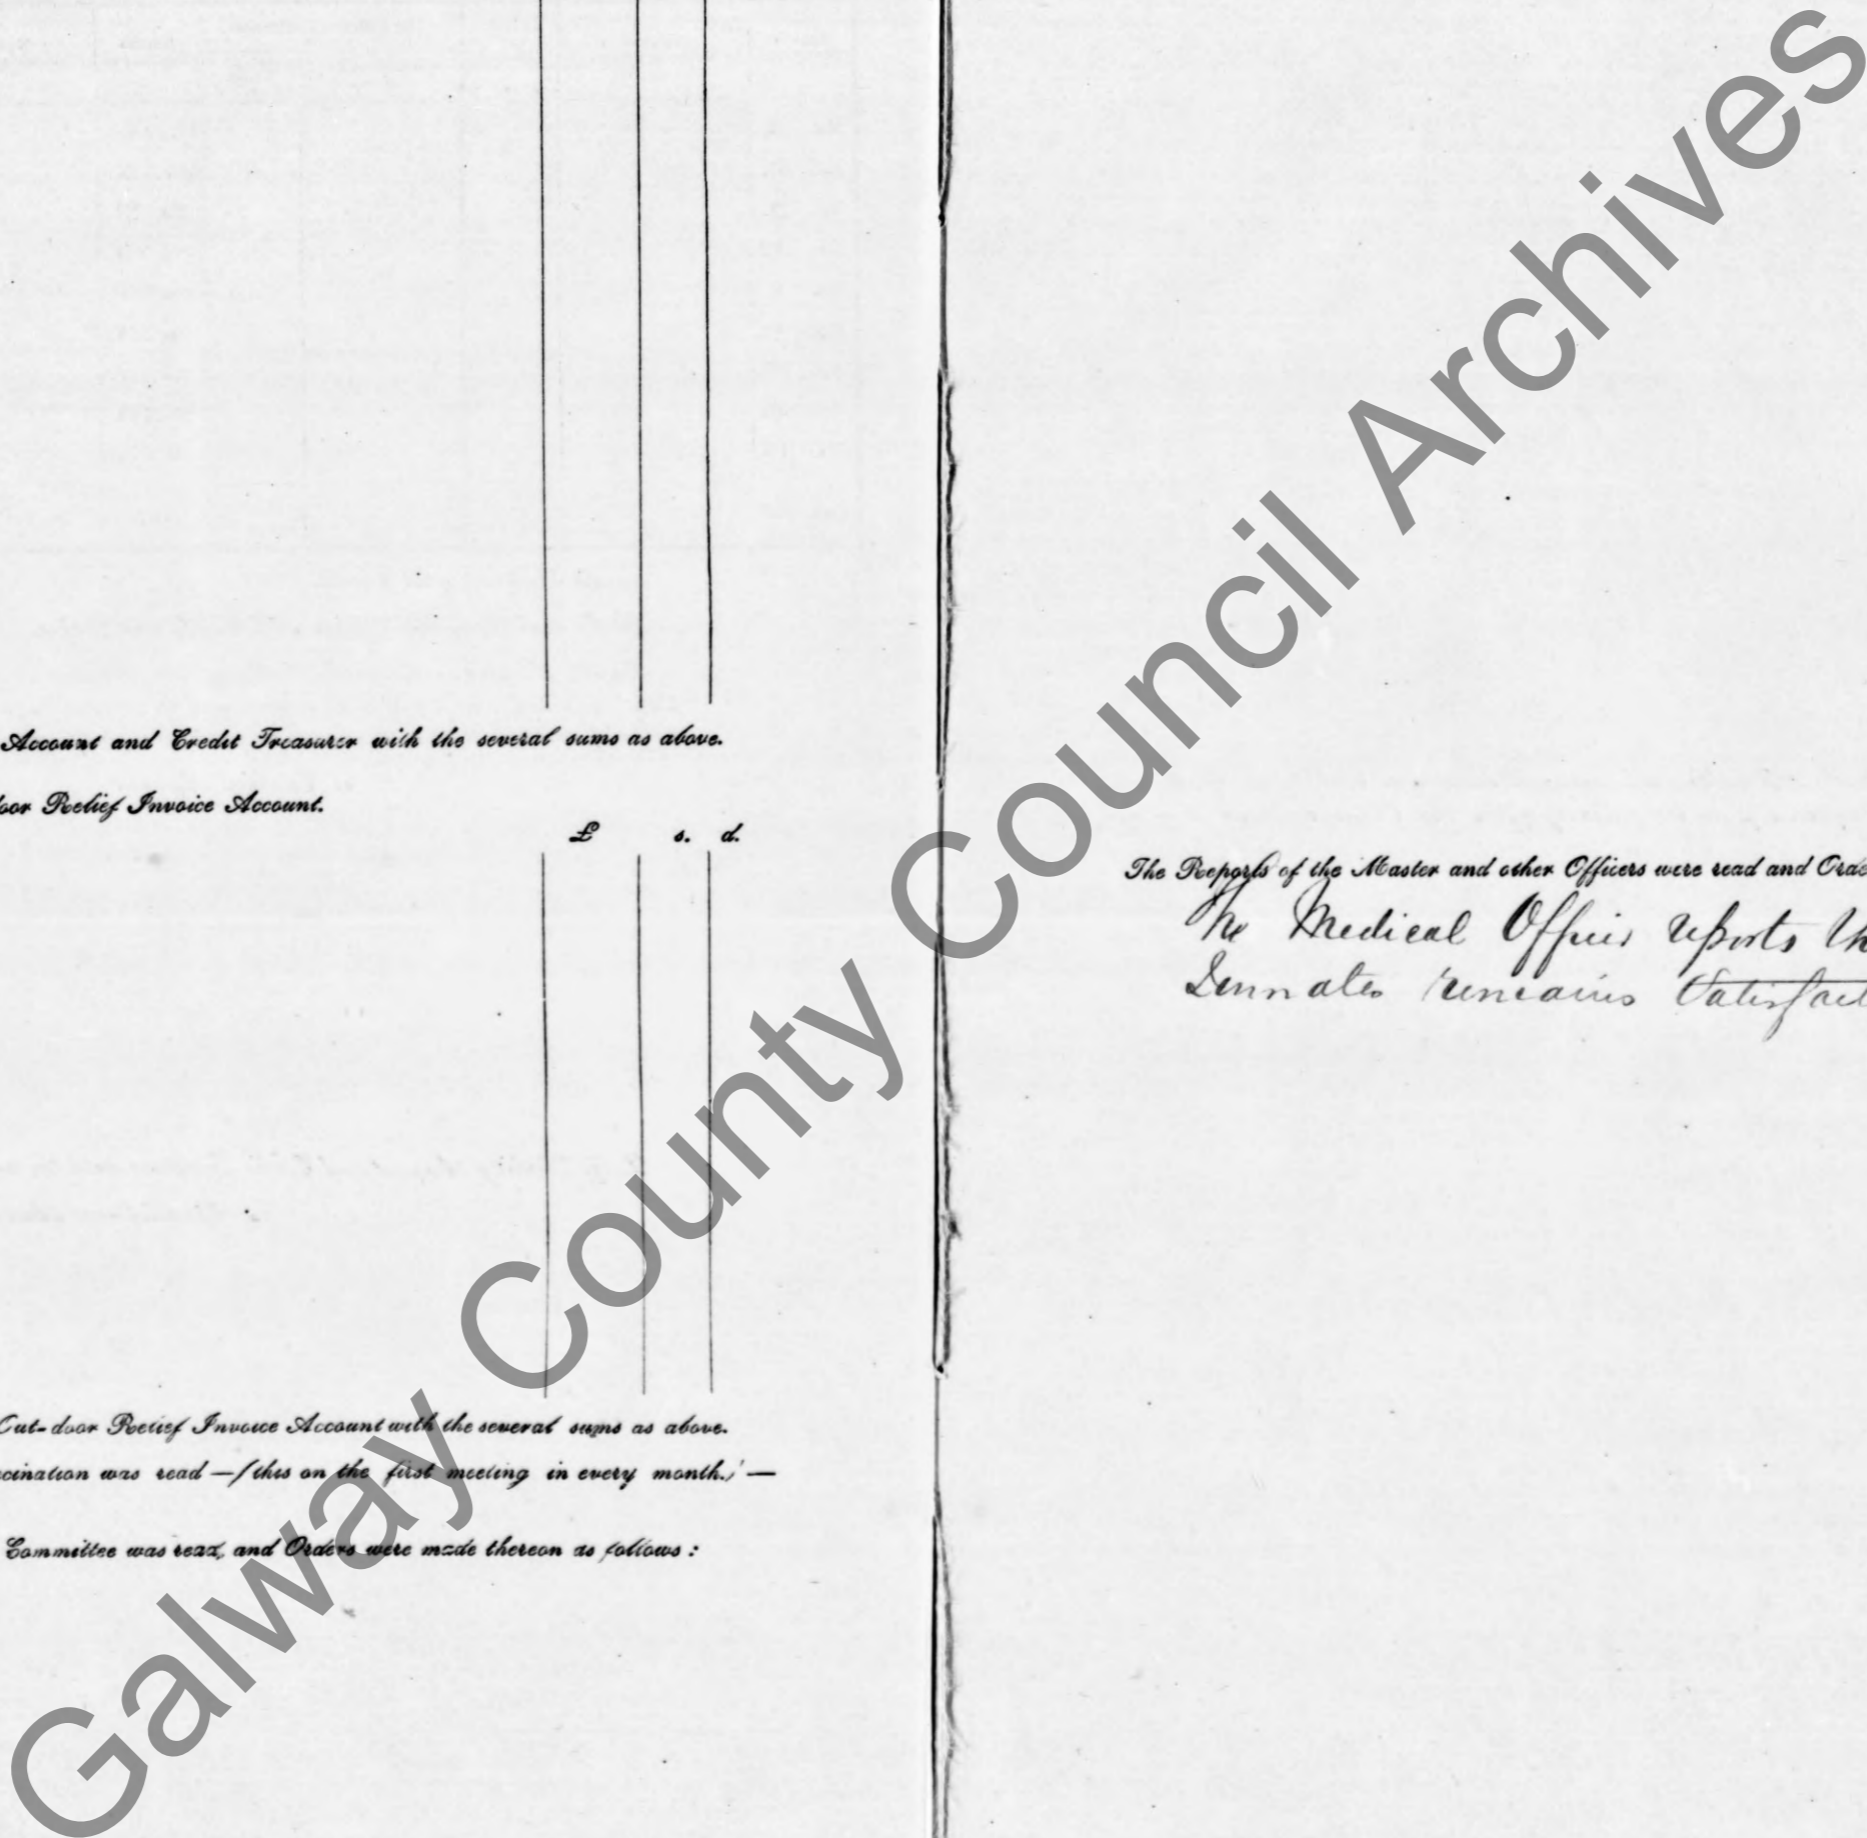 Account and Credit Treasurer with the several sums as above.
oor Relief Invoice Account.
£ s. d.
Out-door Relief Invoice Account with the several sums as above.
cination was read —(this on the first meeting in every month.)—
Committee was read, and Orders were made thereon as follows:
The Reports of the Master and other Officers were read and Orde
The Medical Officer reports th
Inmates remains Satisfact
Galway County Council Archives